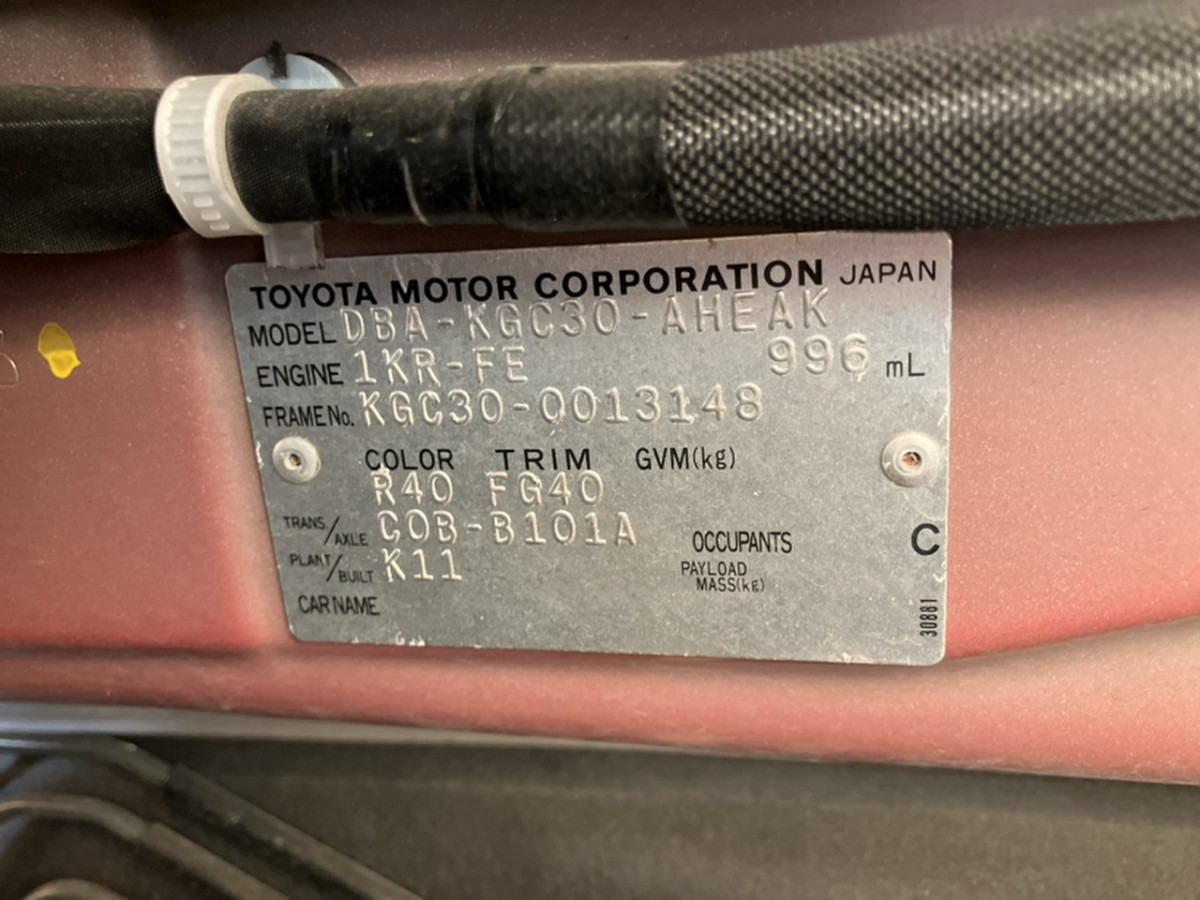 TOYOTA MOTOR CORPORATION JAPAN
MODEL DBA-KGC30-AHEAK
ENGINE 1KR-FE 996 mL
FRAME No. KGC30-0013148
COLOR TRIM GVM(kg)
R40 FG40
TRANS./AXLE C0B-B101A
OCCUPANTS C
PLANT/BUILT K11
PAYLOAD
MASS(kg)
CAR NAME
30881